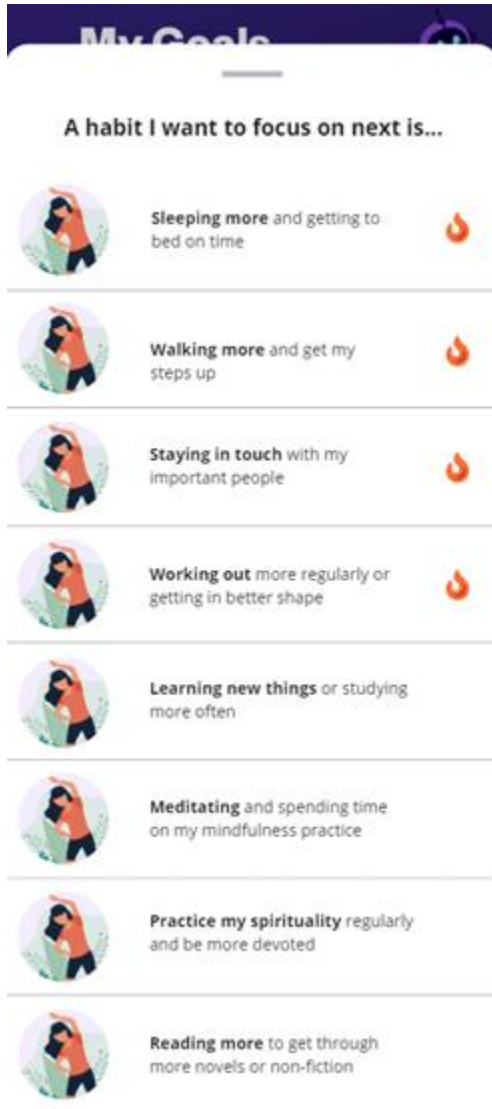 My Goals
A habit I want to focus on next is...
Sleeping more and getting to
bed on time
Walking more and get my
steps up
Staying in touch with my
important people
Working out more regularly or
getting in better shape
Learning new things or studying
more often
Meditating and spending time
on my mindfulness practice
Practice my spirituality regularly
and be more devoted
Reading more to get through
more novels or non-fiction